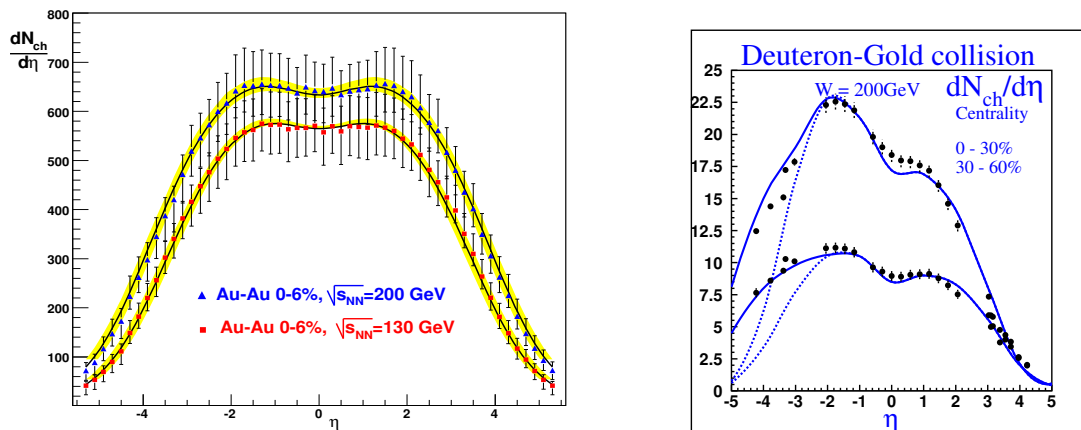 dN_ch/dη
800
700
600
500
400
300
200
100
Au-Au 0-6%, √s_NN=200 GeV
Au-Au 0-6%, √s_NN=130 GeV
-4 -2 0 2 4
η
Deuteron-Gold collision
W = 200GeV
dN_ch/dη
Centrality
0 - 30%
30 - 60%
25
22.5
20
17.5
15
12.5
10
7.5
5
2.5
0
-5 -4 -3 -2 -1 0 1 2 3 4 5
η